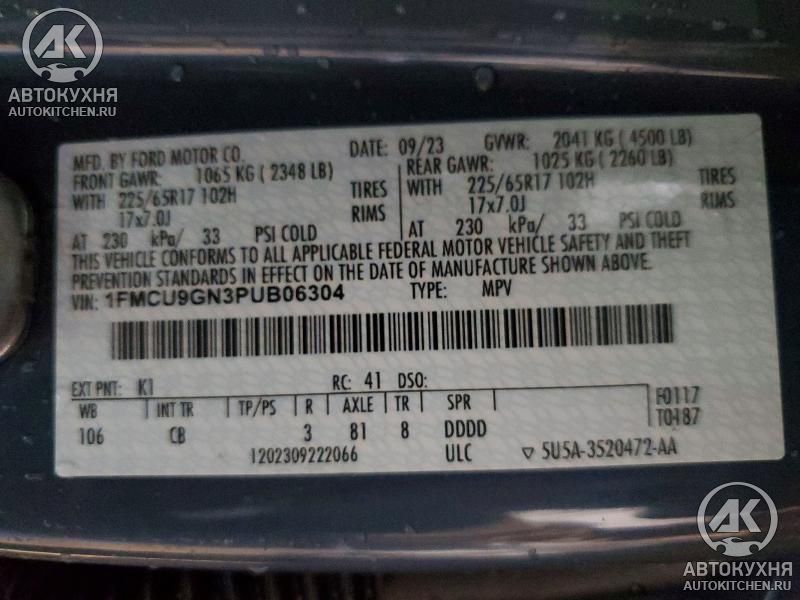 AK
АВТОКУХНЯ
AUTOKITCHEN.RU
MFD. BY FORD MOTOR CO. DATE: 09/23 GVWR: 2041 KG ( 4500 LB)
FRONT GAWR: 1065 KG ( 2348 LB) REAR GAWR: 1025 KG ( 2260 LB)
WITH 225/65R17 102H TIRES WITH 225/65R17 102H TIRES
17x7.0J RIMS 17x7.0J RIMS
AT 230 kPa/ 33 PSI COLD AT 230 kPa/ 33 PSI COLD
THIS VEHICLE CONFORMS TO ALL APPLICABLE FEDERAL MOTOR VEHICLE SAFETY AND THEFT
PREVENTION STANDARDS IN EFFECT ON THE DATE OF MANUFACTURE SHOWN ABOVE.
VIN: 1FMCU9GN3PUB06304 TYPE: MPV
EXT PNT: K1 RC: 41 DSO: F0117
WB INT TR TP/PS R AXLE TR SPR T0187
106 CB 3 81 8 DDDD
1202309222066 ULC ▽ 5U5A-3520472-AA
AK
АВТОКУХНЯ
AUTOKITCHEN.RU